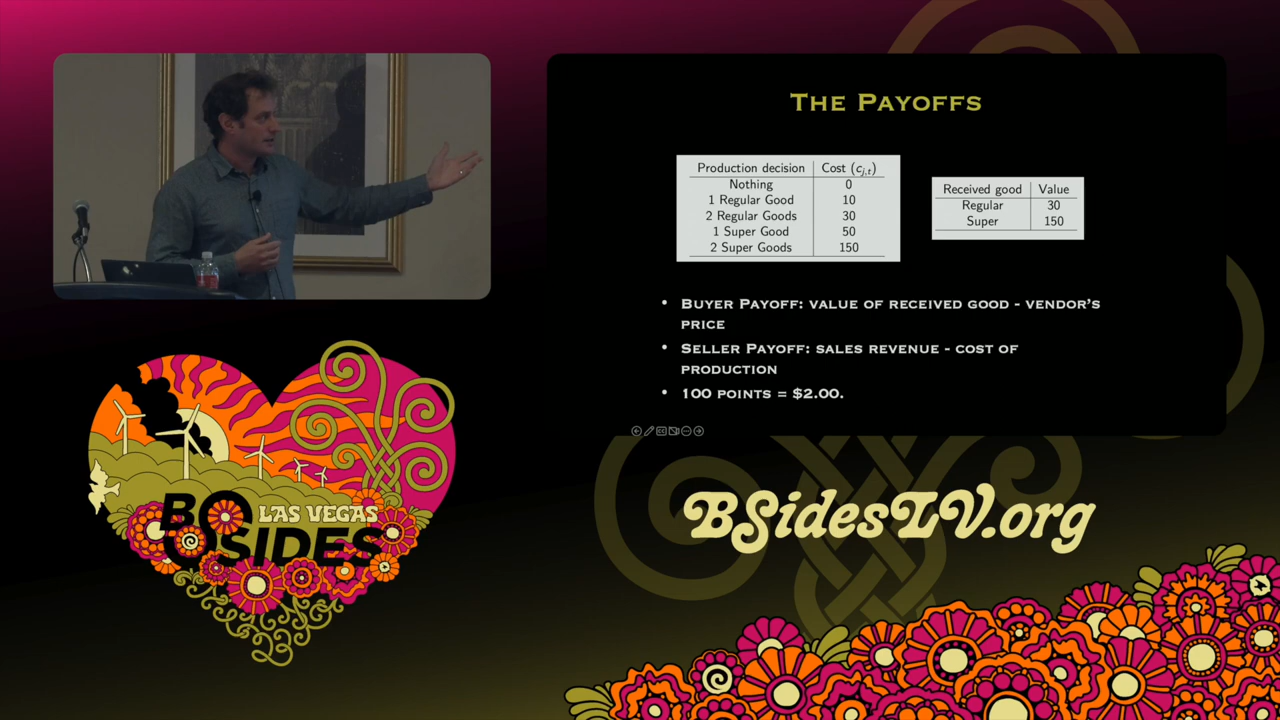 THE PAYOFFS
Production decision Cost (c_{j,t})
Nothing 0
1 Regular Good 10
2 Regular Goods 30
1 Super Good 50
2 Super Goods 150
Received good Value
Regular 30
Super 150
• BUYER PAYOFF: VALUE OF RECEIVED GOOD - VENDOR'S
PRICE
• SELLER PAYOFF: SALES REVENUE - COST OF
PRODUCTION
• 100 POINTS = $2.00.
BSidesLV.org
LAS VEGAS
BSIDES
23